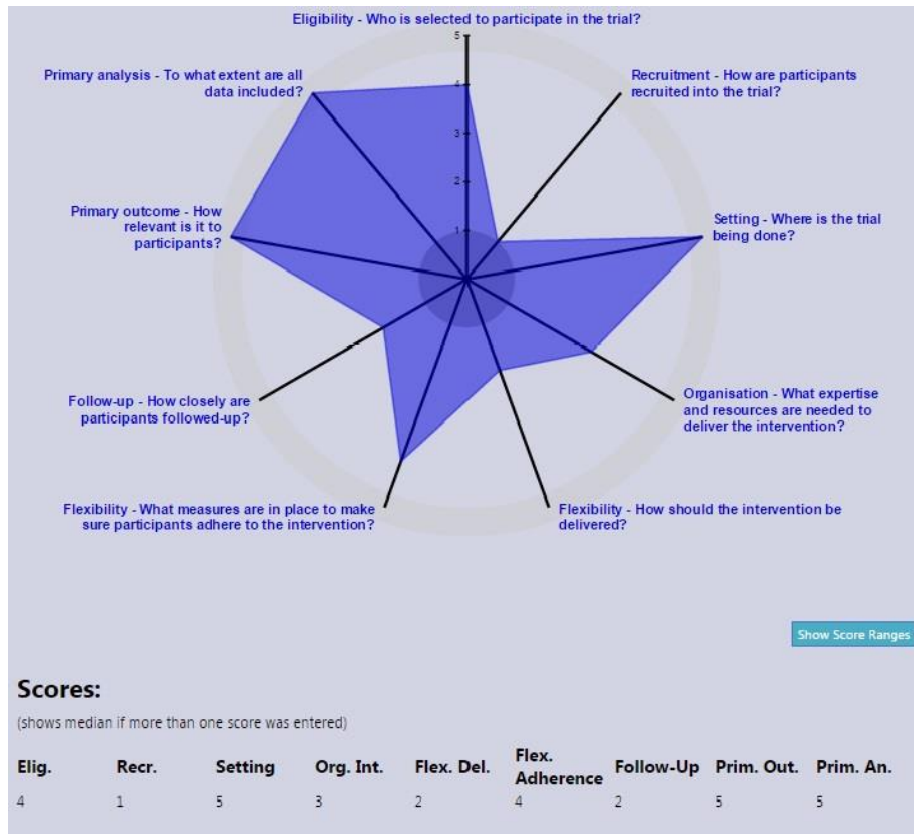 Eligibility - Who is selected to participate in the trial?
5
Primary analysis - To what extent are all
data included?
Recruitment - How are participants
recruited into the trial?
4
3
2
1
Primary outcome - How
relevant is it to
participants?
Setting - Where is the trial
being done?
Follow-up - How closely are
participants followed-up?
Organisation - What expertise
and resources are needed to
deliver the intervention?
Flexibility - What measures are in place to make
sure participants adhere to the intervention?
Flexibility - How should the intervention be
delivered?
Show Score Ranges
Scores:
(shows median if more than one score was entered)
Elig. Recr. Setting Org. Int. Flex. Del. Flex. Adherence Follow-Up Prim. Out. Prim. An.
4 1 5 3 2 4 2 5 5